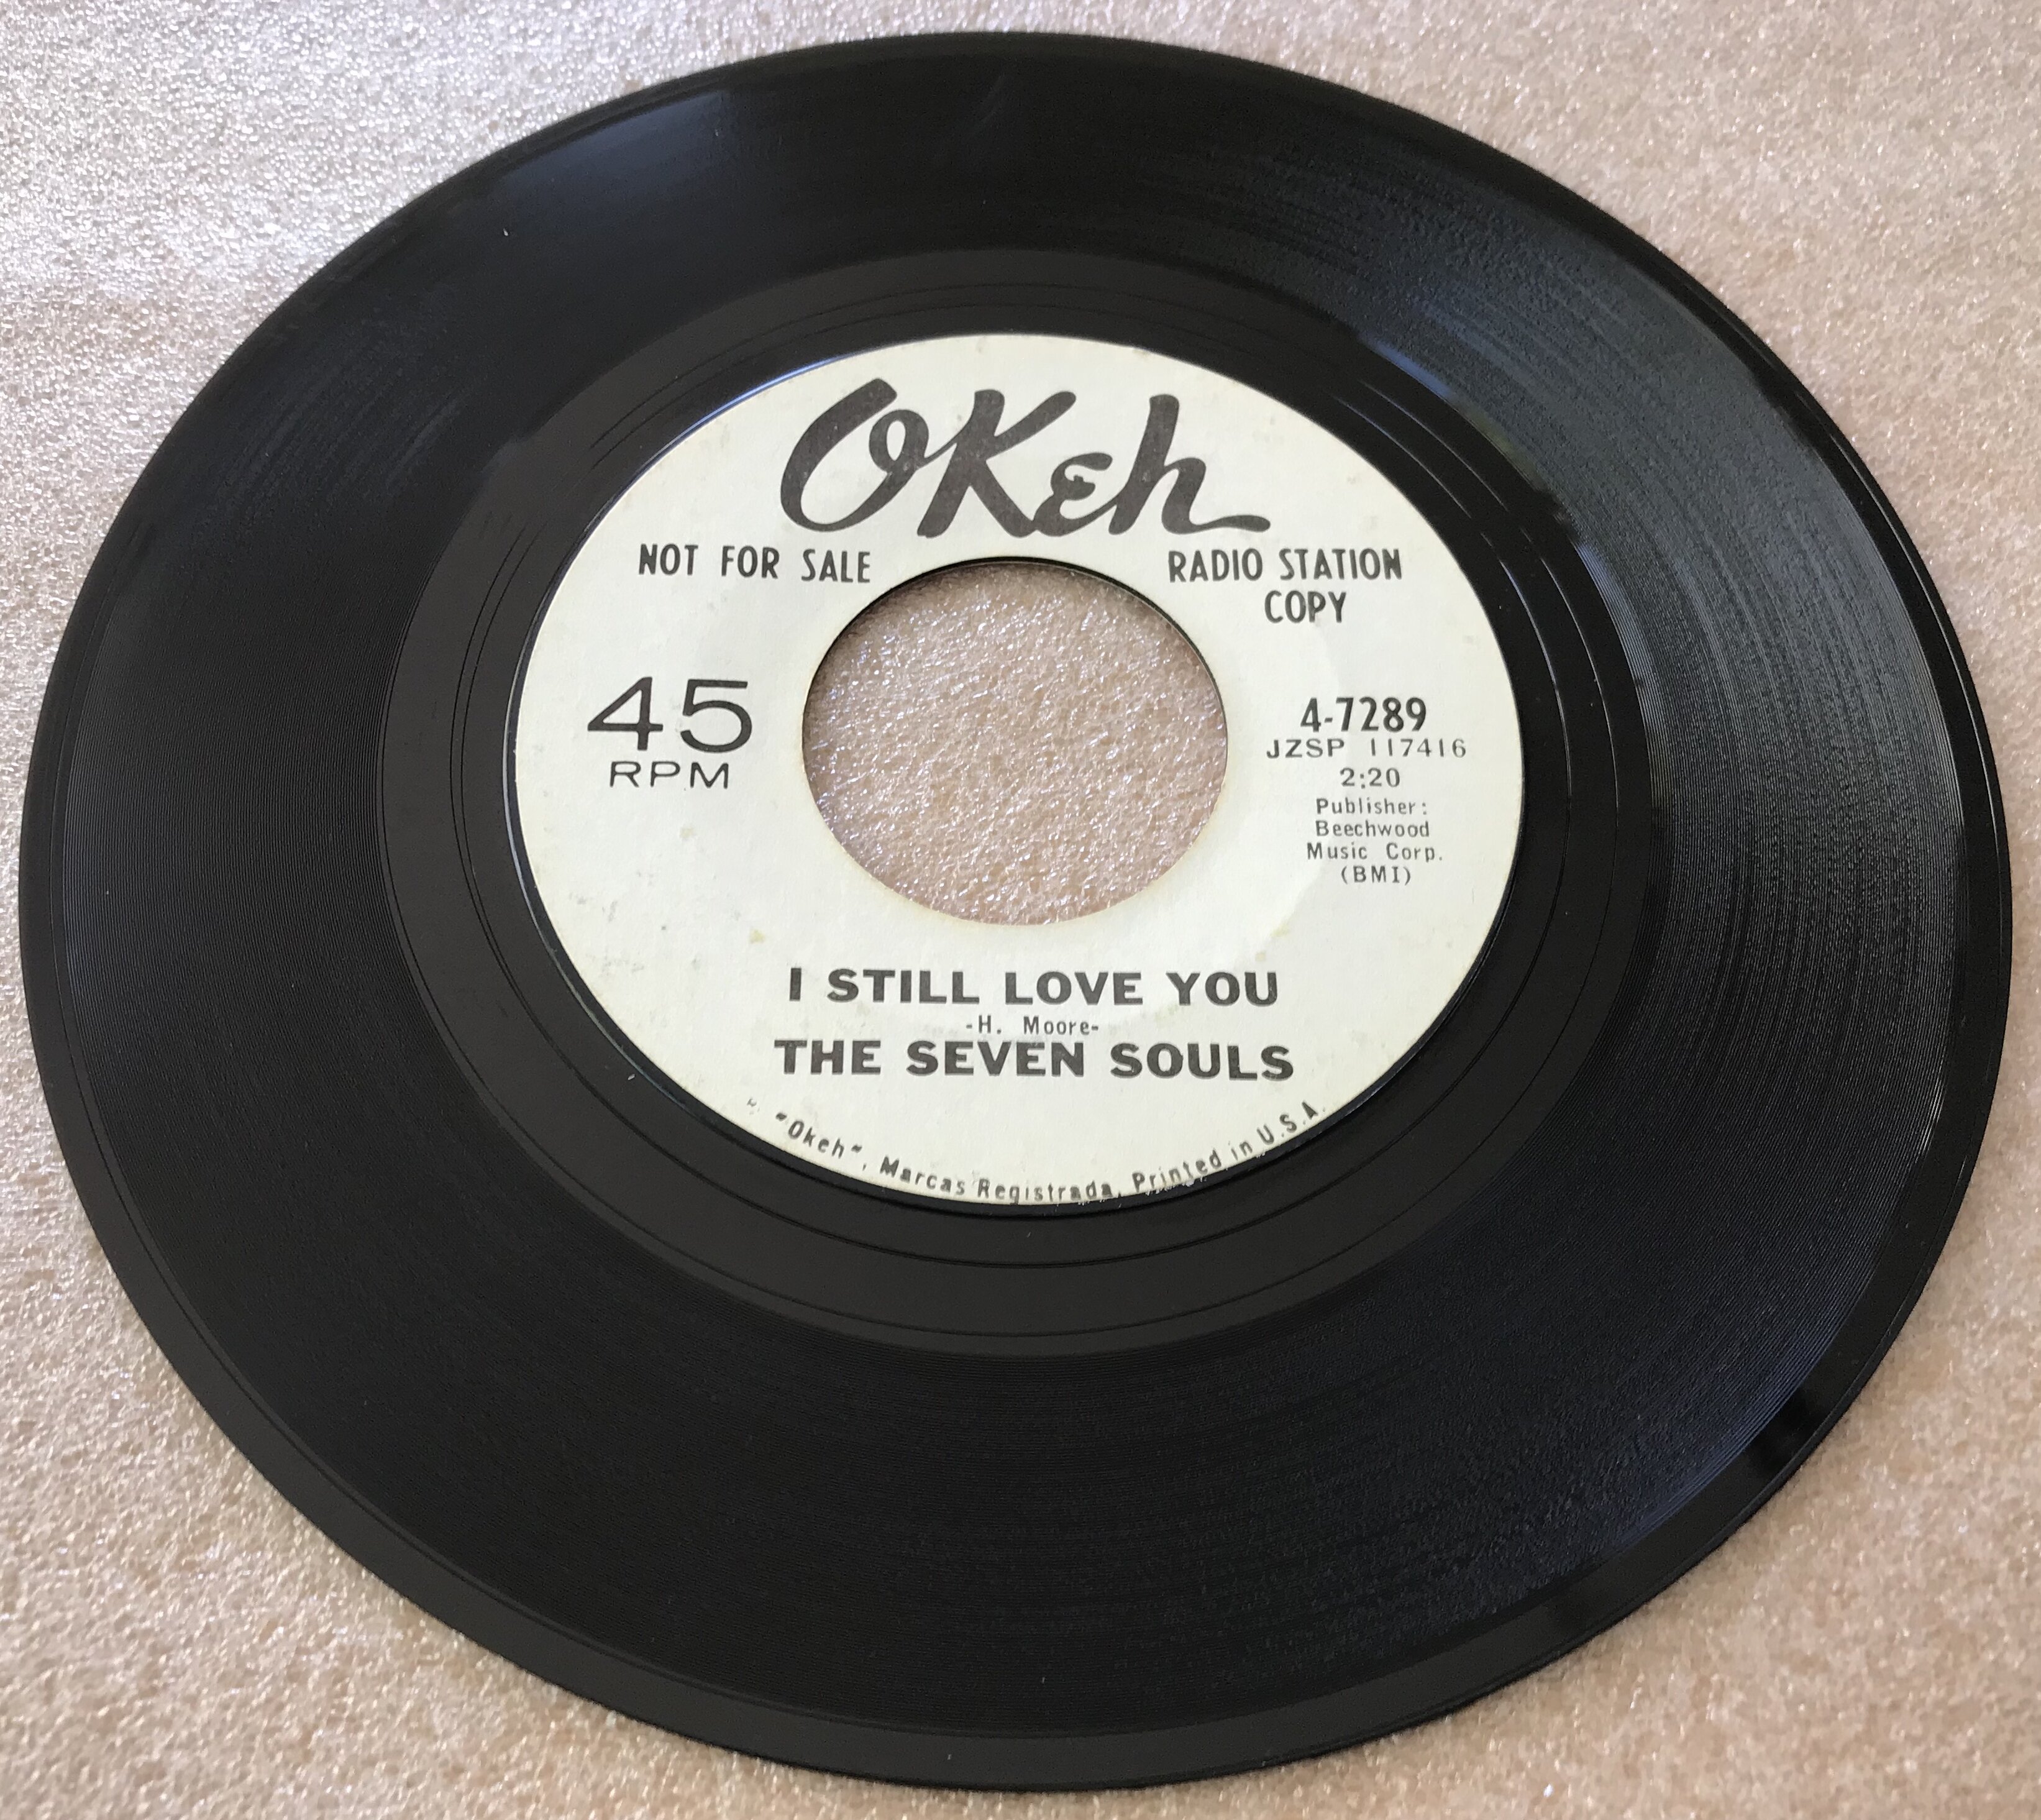 OKeh
NOT FOR SALE
RADIO STATION
COPY
45
RPM
4-7289
JZSP 117416
2:20
Publisher:
Beechwood
Music Corp.
(BMI)
I STILL LOVE YOU
-H. Moore-
THE SEVEN SOULS
"Okeh", Marcas Registrada. Printed in U.S.A.